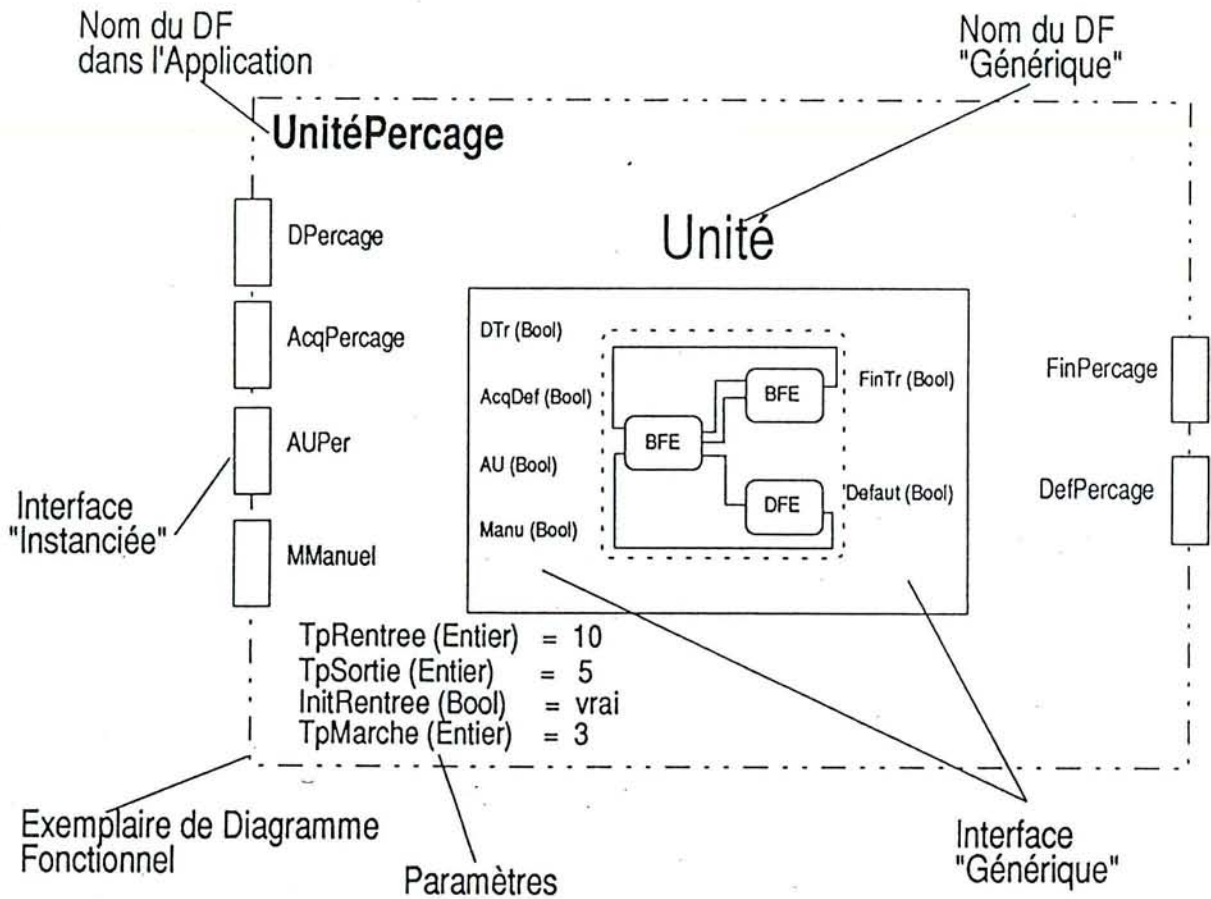 Nom du DF
dans l'Application
Nom du DF
"Générique"
UnitéPercage
Unité
DPercage
AcqPercage
AUPer
MManuel
Interface
"Instanciée"
DTr (Bool)
AcqDef (Bool)
AU (Bool)
Manu (Bool)
BFE
BFE
DFE
FinTr (Bool)
Defaut (Bool)
FinPercage
DefPercage
TpRentree (Entier) = 10
TpSortie (Entier) = 5
InitRentree (Bool) = vrai
TpMarche (Entier) = 3
Exemplaire de Diagramme
Fonctionnel
Paramètres
Interface
"Générique"